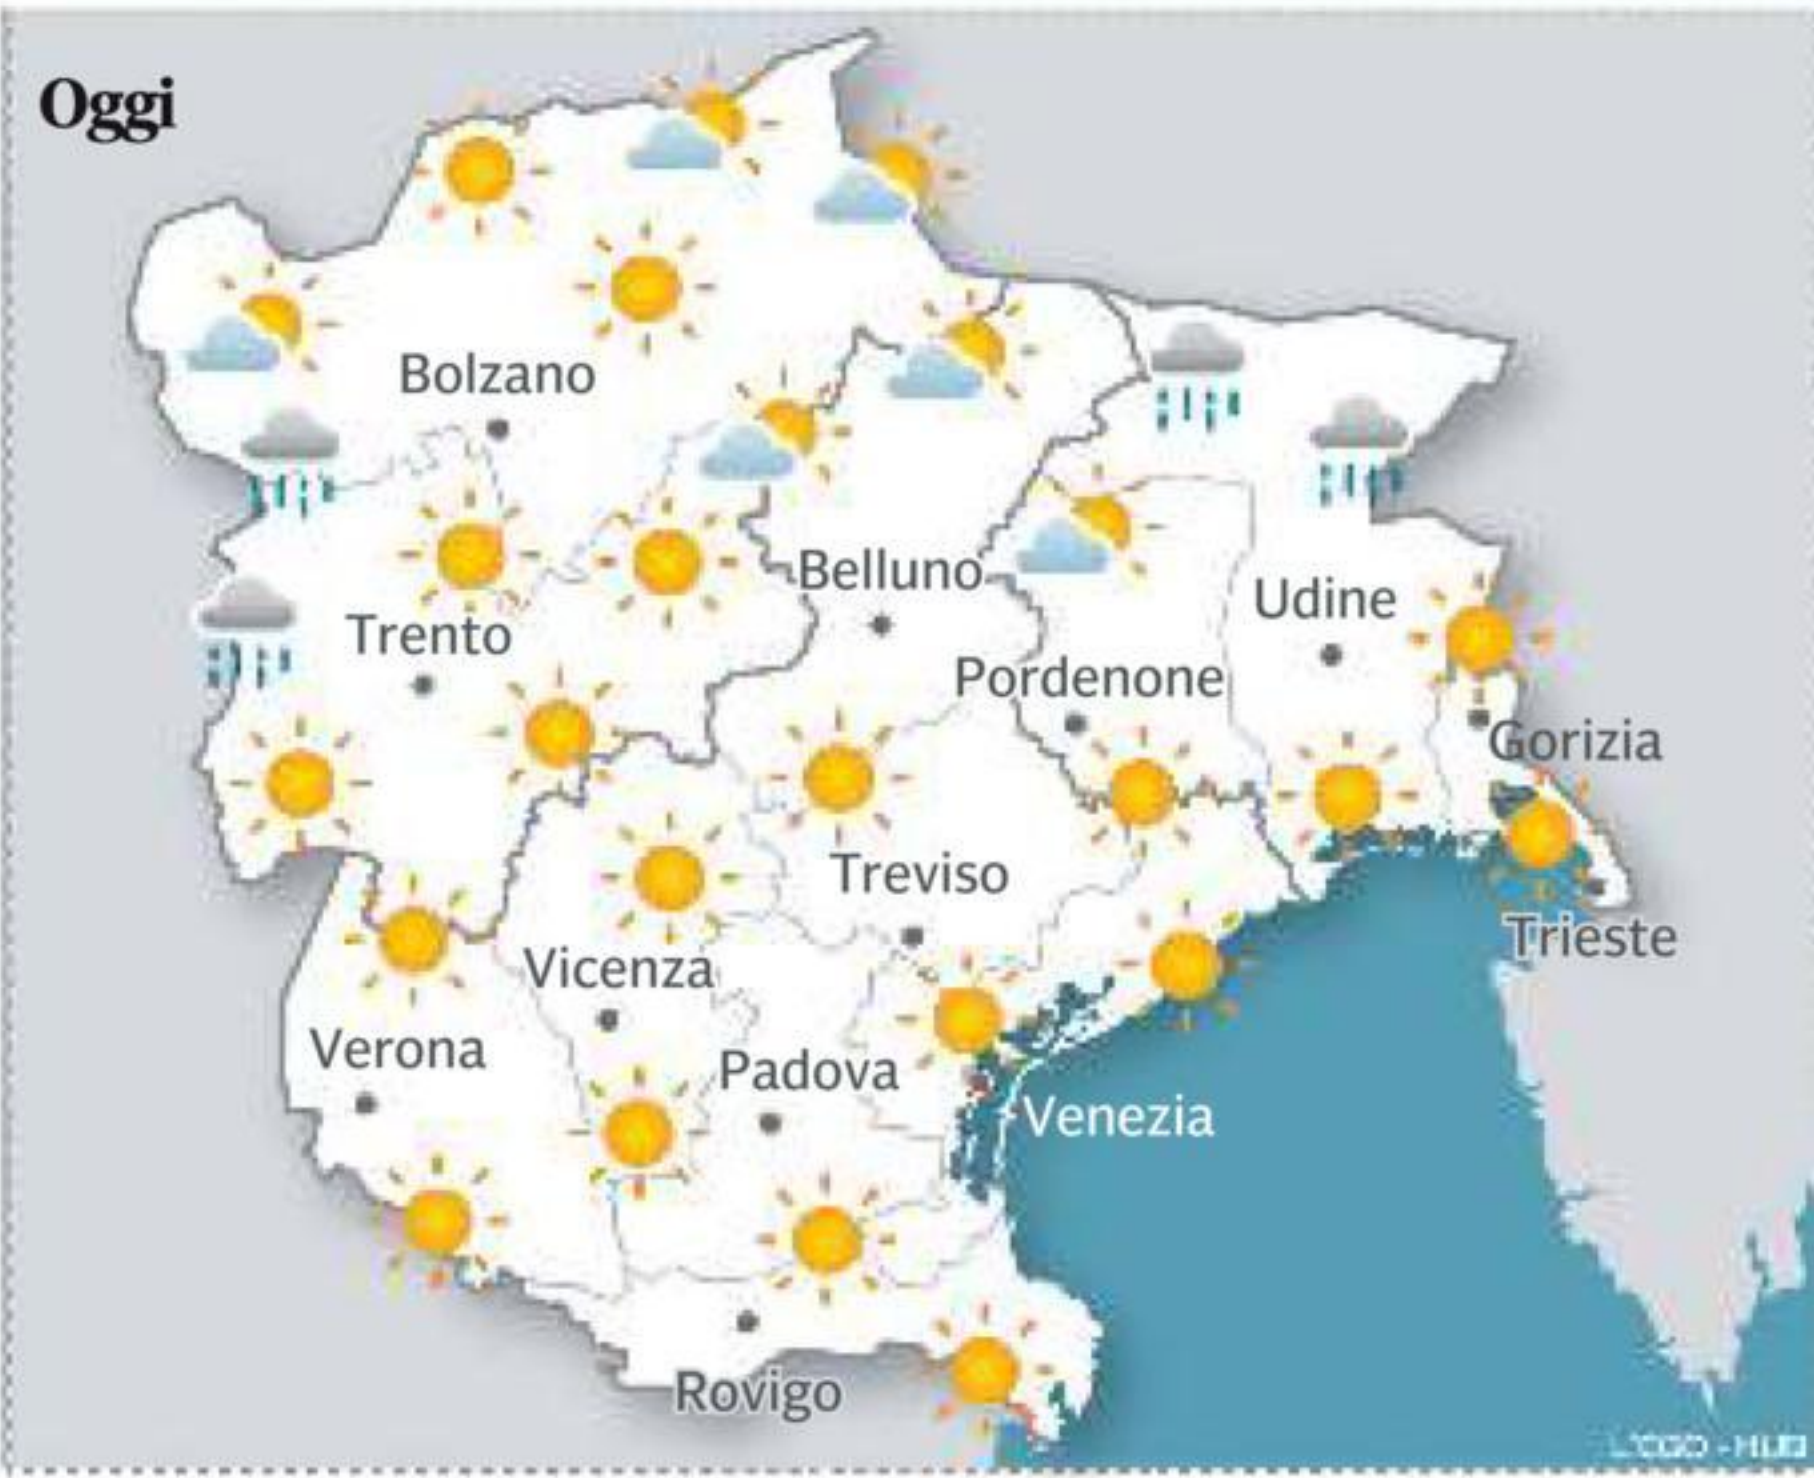 Oggi
Bolzano
Belluno
Udine
Trento
Pordenone
Gorizia
Treviso
Trieste
Vicenza
Verona
Padova
Venezia
Rovigo